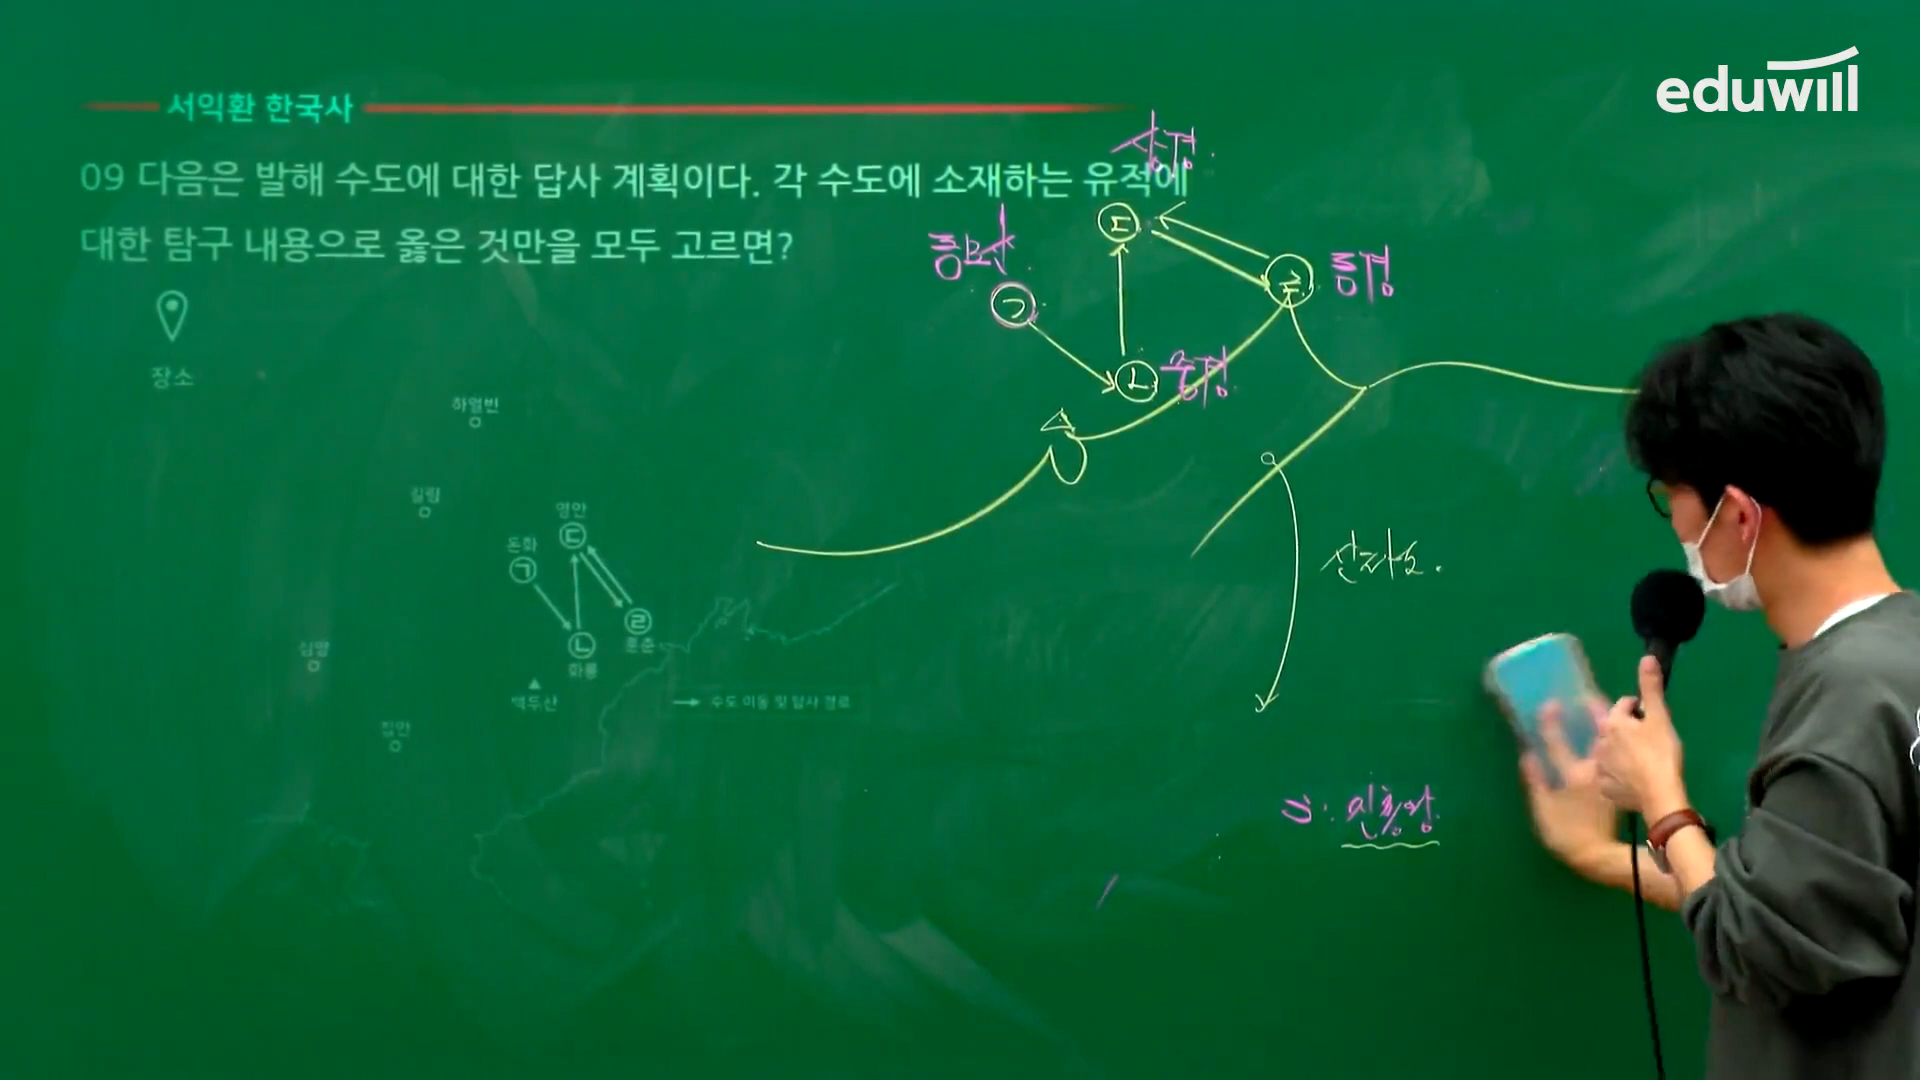 eduwill
서익환 한국사
09 다음은 발해 수도에 대한 답사 계획이다. 각 수도에 소재하는 유적에
대한 탐구 내용으로 옳은 것만을 모두 고르면?
장소
상경
동모산
ㄷ
ㄹ
동경
ㄱ
ㄴ
중경
하얼빈
길림
영안
ㄷ
돈화
ㄱ
ㄹ
훈춘
ㄴ
화룡
심양
백두산
수도 이동 및 답사 경로
집안
신라도.